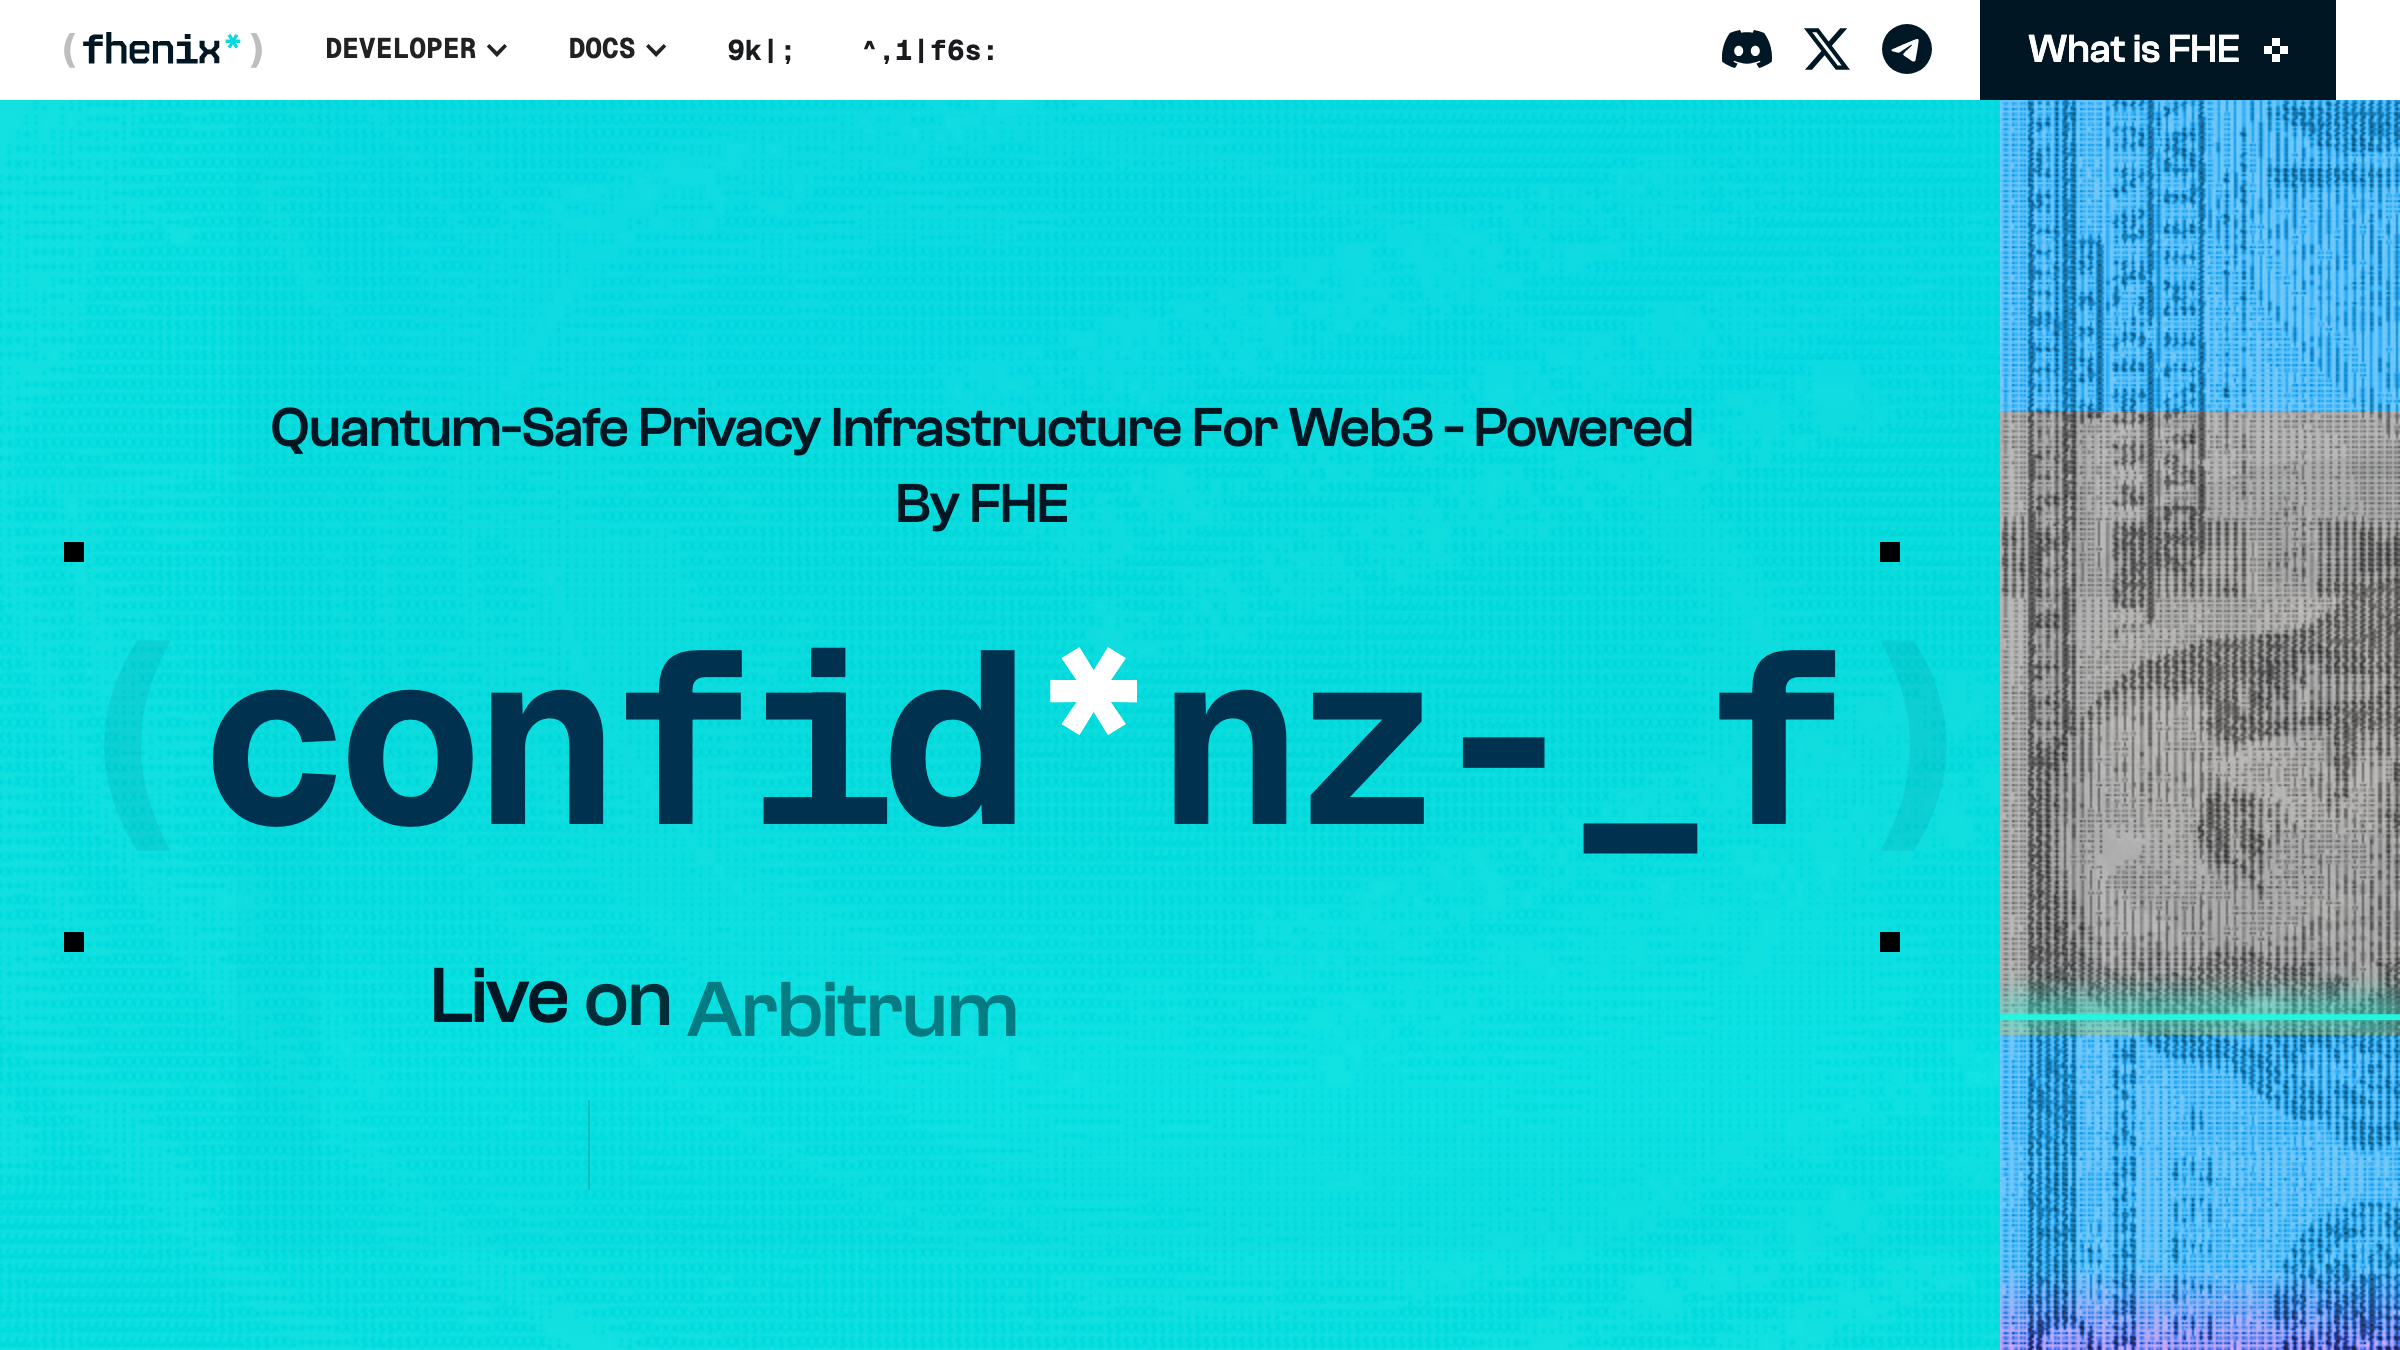 (fhenix*) DEVELOPER DOCS 9k|; ^,1|f6s: What is FHE
Quantum-Safe Privacy Infrastructure For Web3 - Powered
By FHE
(confid*nz-_f)
Live on Arbitrum